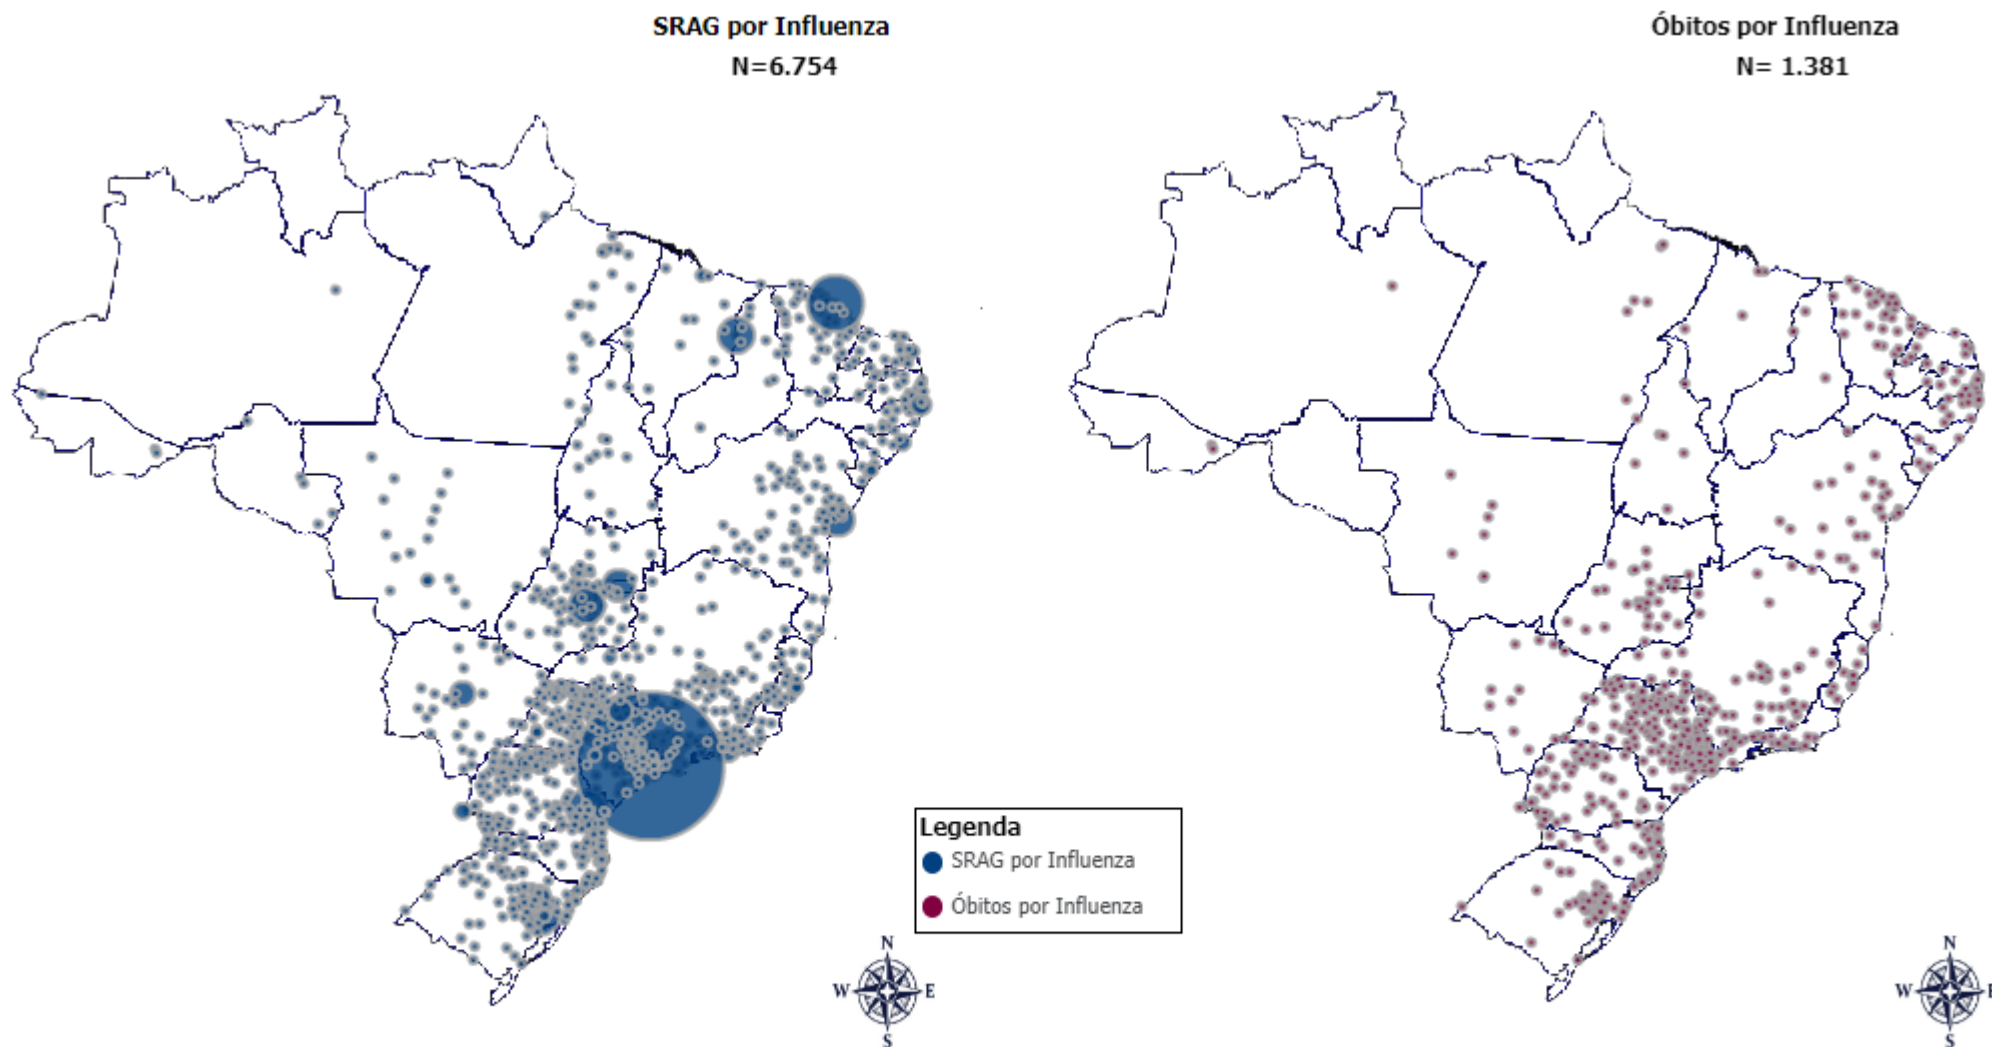 SRAG por Influenza
N=6.754
Óbitos por Influenza
N= 1.381
Legenda
SRAG por Influenza
Óbitos por Influenza
N
W
E
S
N
W
E
S